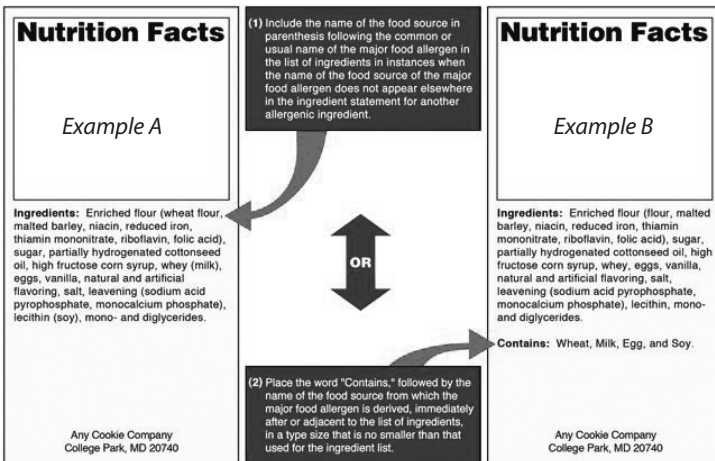 Nutrition Facts
Example A
Ingredients: Enriched flour (wheat flour,
malted barley, niacin, reduced iron,
thiamin mononitrate, riboflavin, folic acid),
sugar, partially hydrogenated cottonseed
oil, high fructose corn syrup, whey (milk),
eggs, vanilla, natural and artificial
flavoring, salt, leavening (sodium acid
pyrophosphate, monocalcium phosphate),
lecithin (soy), mono- and diglycerides.
Any Cookie Company
College Park, MD 20740
(1) Include the name of the food source in
parenthesis following the common or
usual name of the major food allergen in
the list of ingredients in instances when
the name of the food source of the major
food allergen does not appear elsewhere
in the ingredient statement for another
allergenic ingredient.
OR
(2) Place the word "Contains," followed by the
name of the food source from which the
major food allergen is derived, immediately
after or adjacent to the list of ingredients,
in a type size that is no smaller than that
used for the ingredient list.
Nutrition Facts
Example B
Ingredients: Enriched flour (flour, malted
barley, niacin, reduced iron, thiamin
mononitrate, riboflavin, folic acid), sugar,
partially hydrogenated cottonseed oil, high
fructose corn syrup, whey, eggs, vanilla,
natural and artificial flavoring, salt,
leavening (sodium acid pyrophosphate,
monocalcium phosphate), lecithin, mono-
and diglycerides.
Contains: Wheat, Milk, Egg, and Soy.
Any Cookie Company
College Park, MD 20740